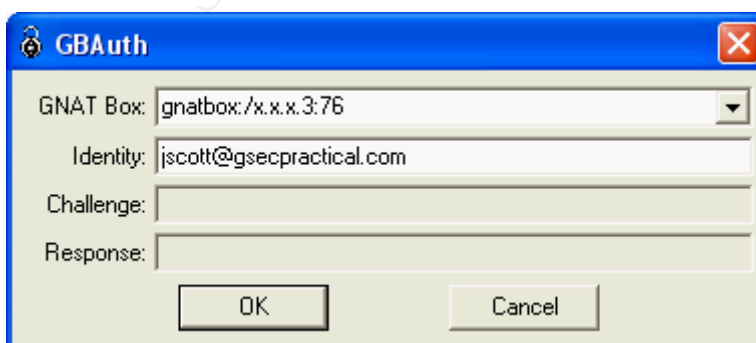 GBAuth
GNAT Box: gnatbox:/x.x.x.3:76
Identity: jscott@gsecpractical.com
Challenge:
Response:
OK Cancel